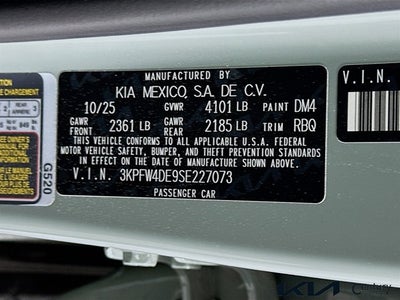 MANUFACTURED BY
KIA MEXICO, S.A. DE C.V.
10/25 GVWR 4101 LB PAINT DM4
GAWR GAWR
FRONT 2361 LB REAR 2185 LB TRIM RBQ
THIS VEHICLE CONFORMS TO ALL APPLICABLE U.S.A. FEDERAL
MOTOR VEHICLE SAFETY, BUMPER, AND THEFT PREVENTION STANDARDS
IN EFFECT ON THE DATE OF MANUFACTURE SHOWN ABOVE.
V.I.N. 3KPFW4DE9SE227073
PASSENGER CAR
V.I.N.
G520
KIA
Century